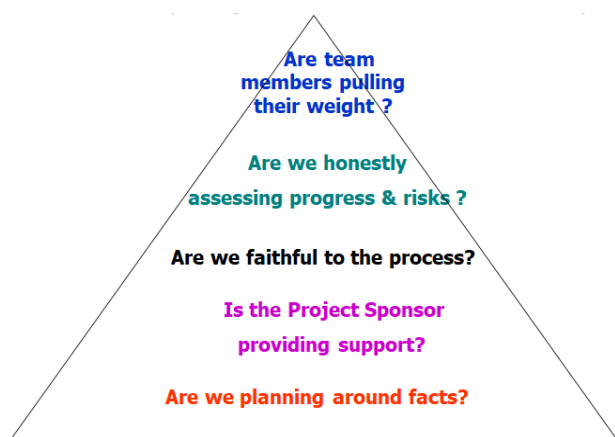 Are team
members pulling
their weight ?
Are we honestly
assessing progress & risks ?
Are we faithful to the process?
Is the Project Sponsor
providing support?
Are we planning around facts?